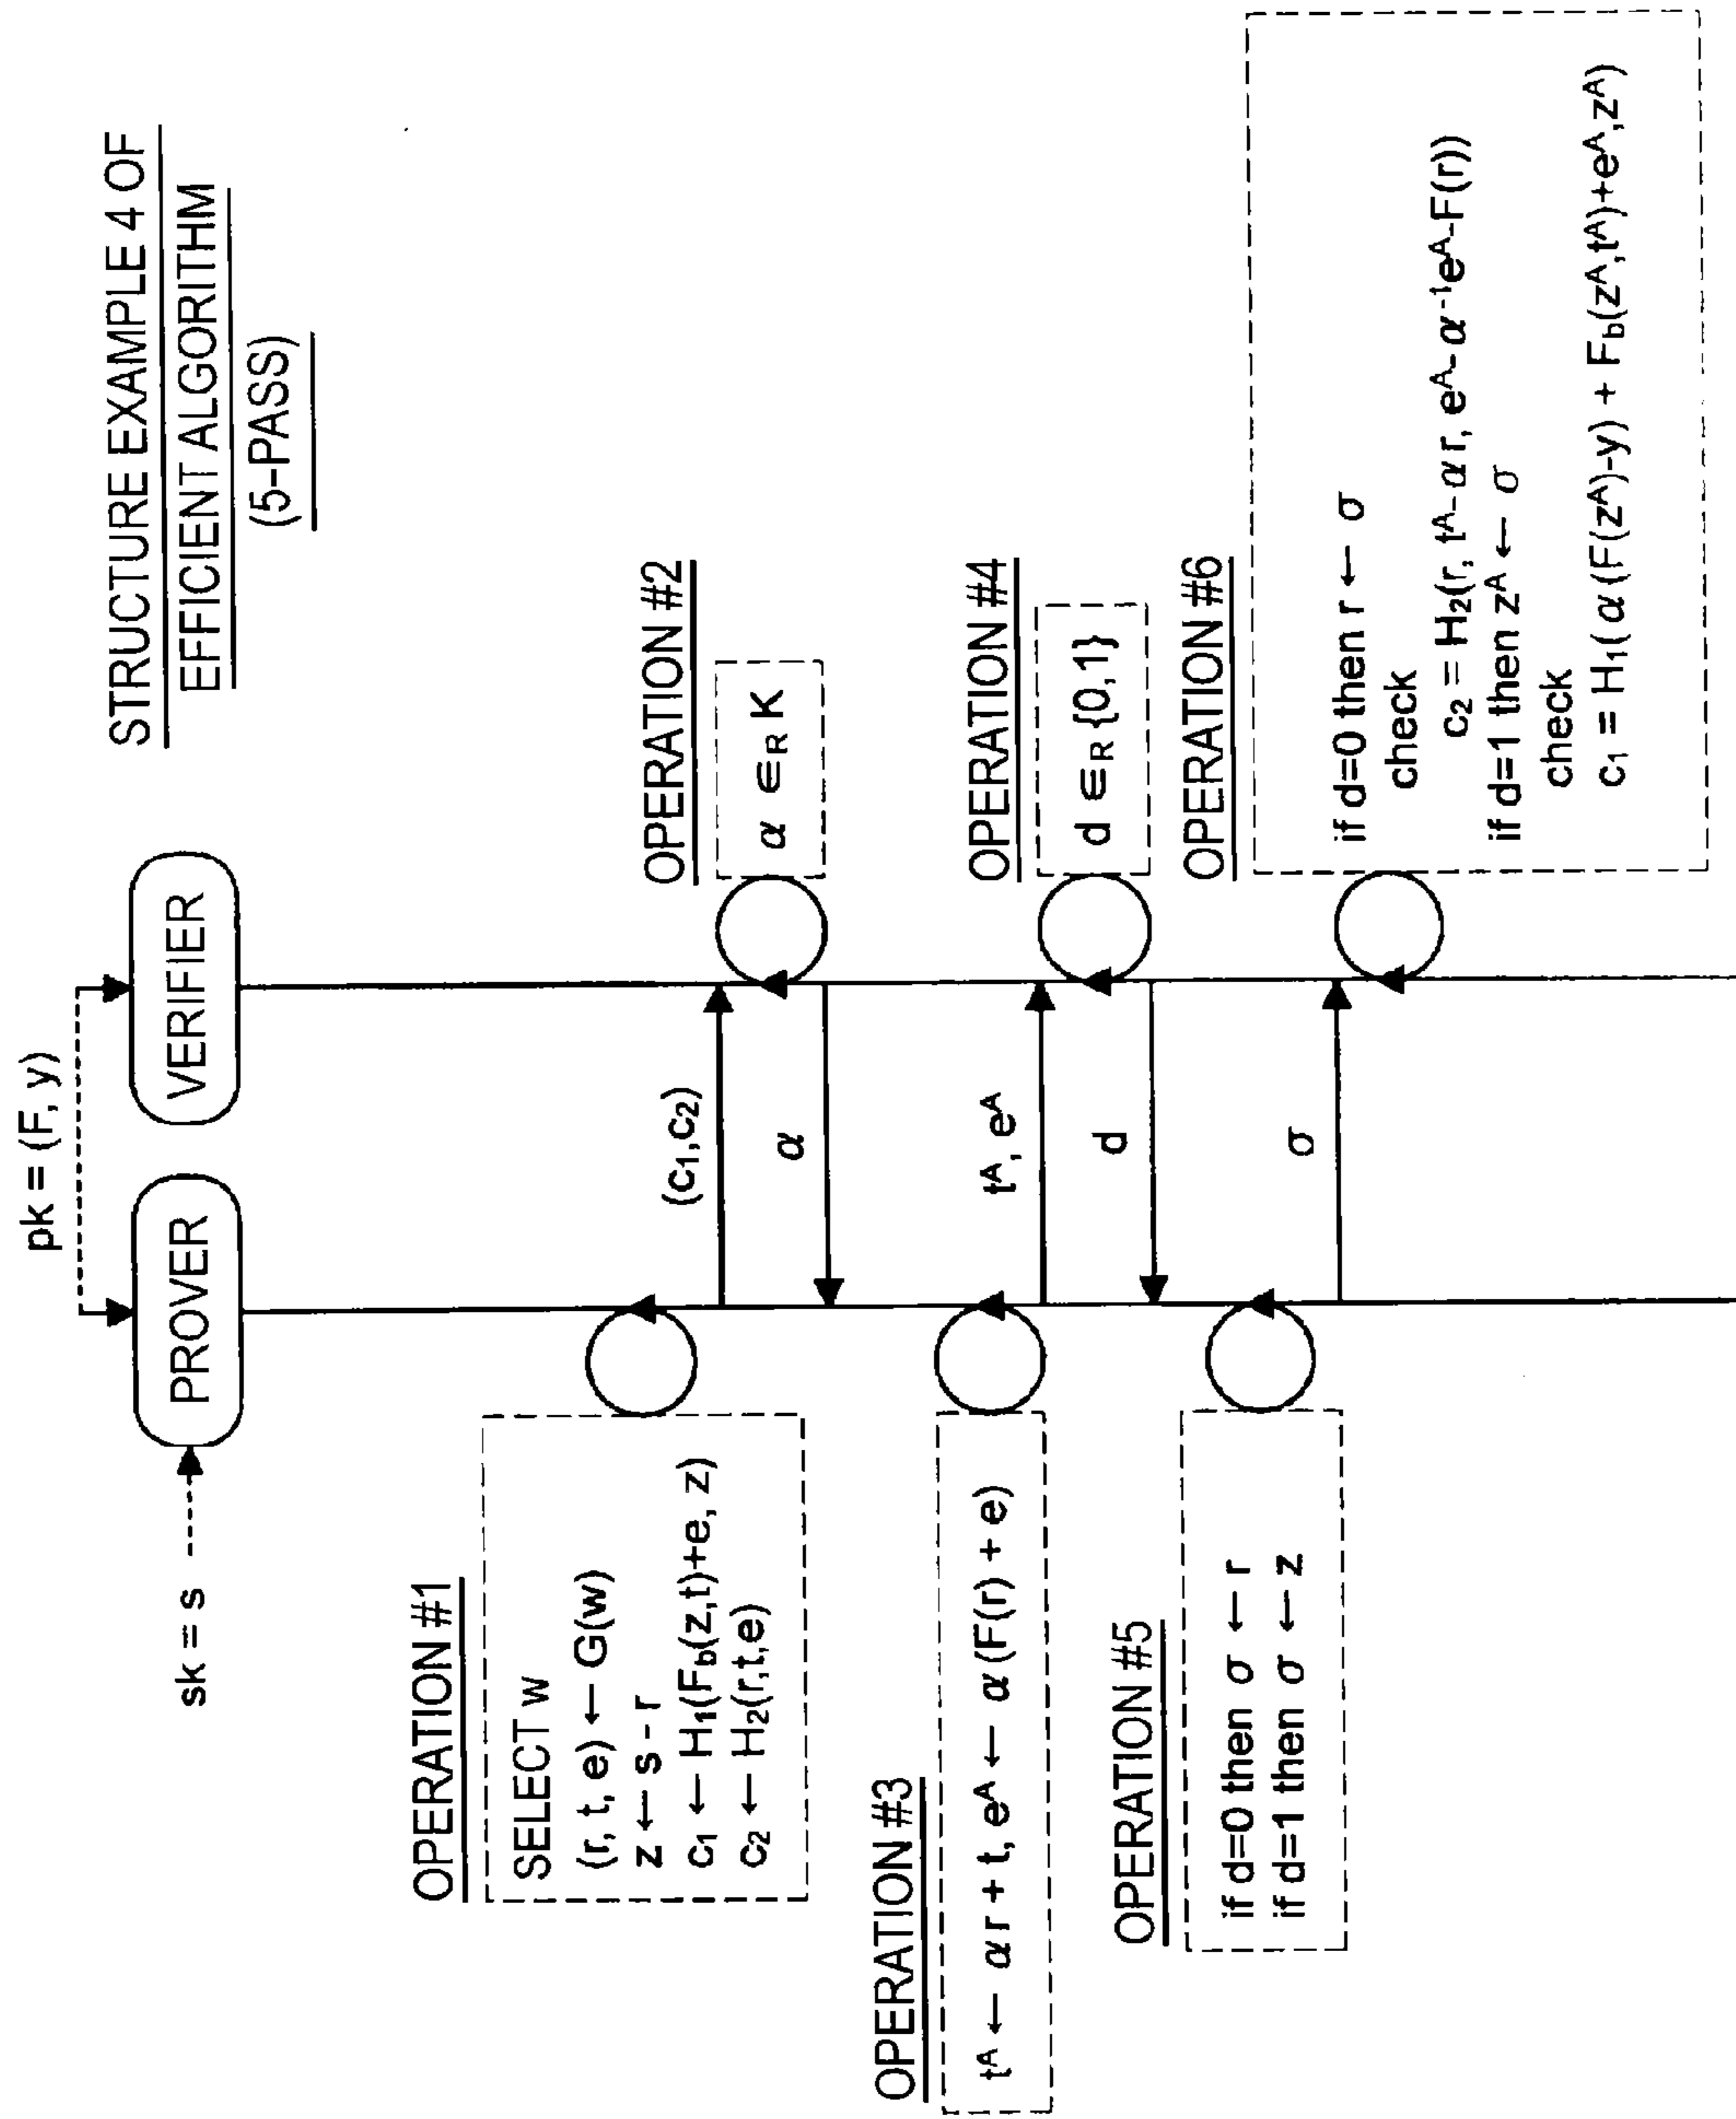 STRUCTURE EXAMPLE 4 OF
EFFICIENT ALGORITHM
(5-PASS)
pk = (F, y)
sk = s
PROVER
VERIFIER
OPERATION #1
SELECT w
(r, t, e) ← G(w)
z ← s - r
c₁ ← H₁(F_b(z,t)+e, z)
c₂ ← H₂(r,t,e)
(c₁,c₂)
OPERATION #2
α ∈_R K
α
OPERATION #3
t^A ← α r + t, e^A ← α (F(r) + e)
t^A, e^A
OPERATION #4
d ∈_R {0,1}
d
OPERATION #5
if d=0 then σ ← r
if d=1 then σ ← z
σ
OPERATION #6
if d=0 then r ← σ
check
c₂ = H₂(r, t^A- α r, e^A- α⁻¹e^A-F(r))
if d=1 then z^A ← σ
check
c₁ = H₁(α (F(z^A)-y) + F_b(z^A,t^A)+e^A,z^A)